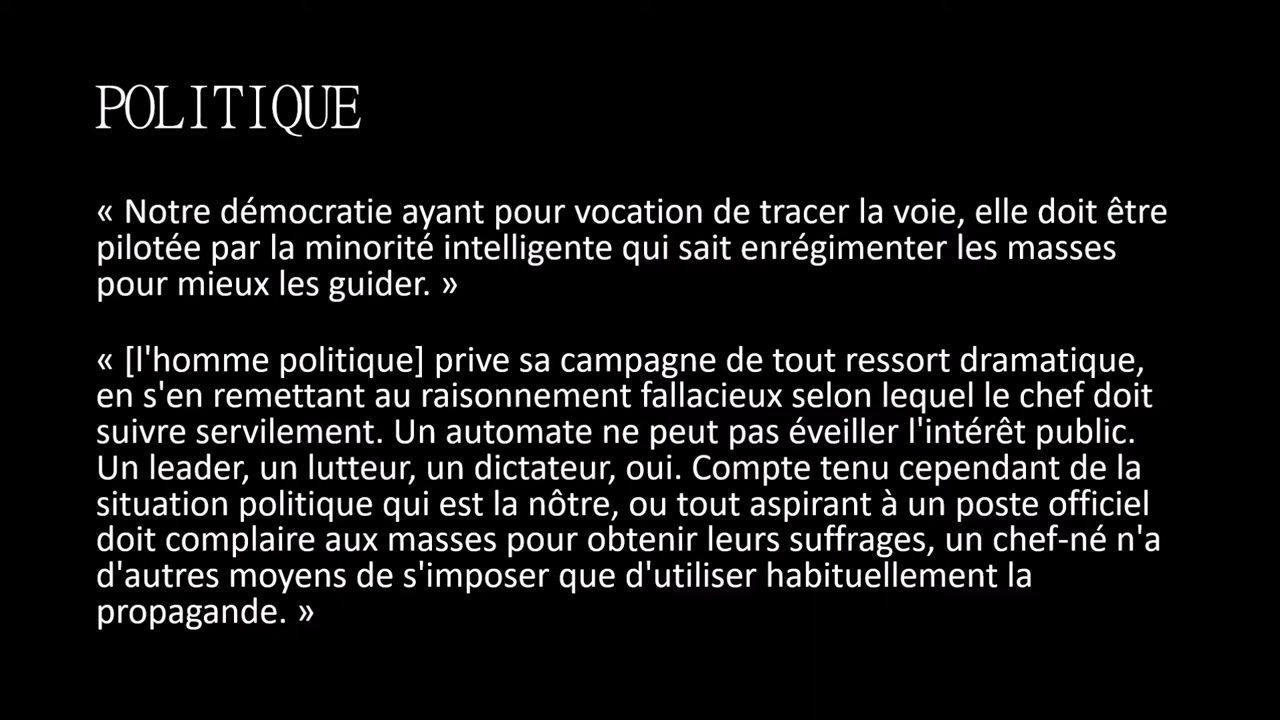 POLITIQUE
« Notre démocratie ayant pour vocation de tracer la voie, elle doit être
pilotée par la minorité intelligente qui sait enrégimenter les masses
pour mieux les guider. »
« [l'homme politique] prive sa campagne de tout ressort dramatique,
en s'en remettant au raisonnement fallacieux selon lequel le chef doit
suivre servilement. Un automate ne peut pas éveiller l'intérêt public.
Un leader, un lutteur, un dictateur, oui. Compte tenu cependant de la
situation politique qui est la nôtre, ou tout aspirant à un poste officiel
doit complaire aux masses pour obtenir leurs suffrages, un chef-né n'a
d'autres moyens de s'imposer que d'utiliser habituellement la
propagande. »